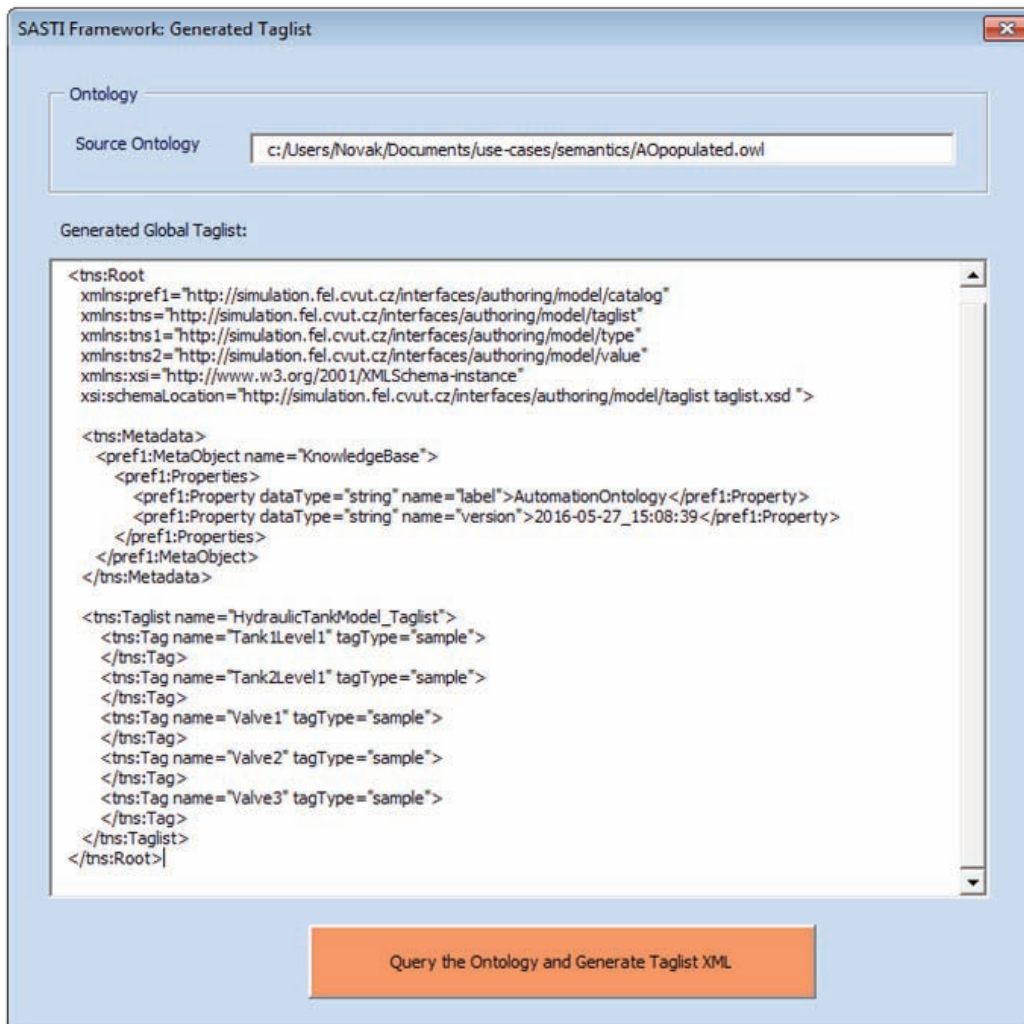 SASTI Framework: Generated Taglist
Ontology
Source Ontology
c:/Users/Novak/Documents/use-cases/semantics/AOpopulated.owl
Generated Global Taglist:
<tns:Root
xmlns:pref1="http://simulation.fel.cvut.cz/interfaces/authoring/model/catalog"
xmlns:tns="http://simulation.fel.cvut.cz/interfaces/authoring/model/taglist"
xmlns:tns1="http://simulation.fel.cvut.cz/interfaces/authoring/model/type"
xmlns:tns2="http://simulation.fel.cvut.cz/interfaces/authoring/model/value"
xmlns:xsi="http://www.w3.org/2001/XMLSchema-instance"
xsi:schemaLocation="http://simulation.fel.cvut.cz/interfaces/authoring/model/taglist taglist.xsd ">
<tns:Metadata>
<pref1:MetaObject name="KnowledgeBase">
<pref1:Properties>
<pref1:Property dataType="string" name="label">AutomationOntology</pref1:Property>
<pref1:Property dataType="string" name="version">2016-05-27_15:08:39</pref1:Property>
</pref1:Properties>
</pref1:MetaObject>
</tns:Metadata>
<tns:Taglist name="HydraulicTankModel_Taglist">
<tns:Tag name="Tank1Level1" tagType="sample">
</tns:Tag>
<tns:Tag name="Tank2Level1" tagType="sample">
</tns:Tag>
<tns:Tag name="Valve1" tagType="sample">
</tns:Tag>
<tns:Tag name="Valve2" tagType="sample">
</tns:Tag>
<tns:Tag name="Valve3" tagType="sample">
</tns:Tag>
</tns:Taglist>
</tns:Root>
Query the Ontology and Generate Taglist XML